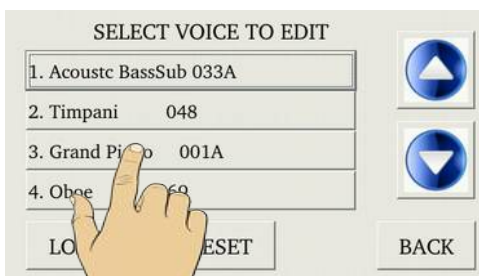 SELECT VOICE TO EDIT
1. Acoustc BassSub 033A
2. Timpani 048
3. Grand 001A
4. Oboe
BACK